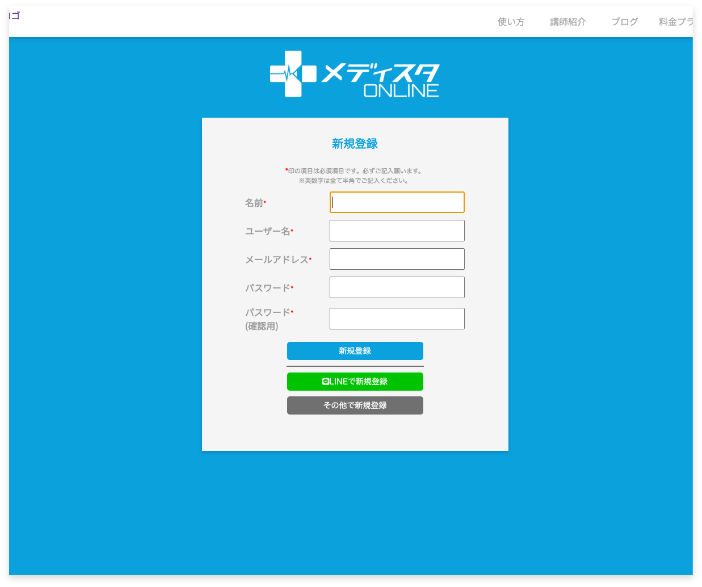 ロゴ
使い方 講師紹介 ブログ 料金プラ
メディスタ
ONLINE
新規登録
*印の項目は必須項目です。必ずご記入願います。
※英数字は全て半角でご記入ください。
名前*
ユーザー名*
メールアドレス*
パスワード*
パスワード*
(確認用)
新規登録
LINEで新規登録
その他で新規登録